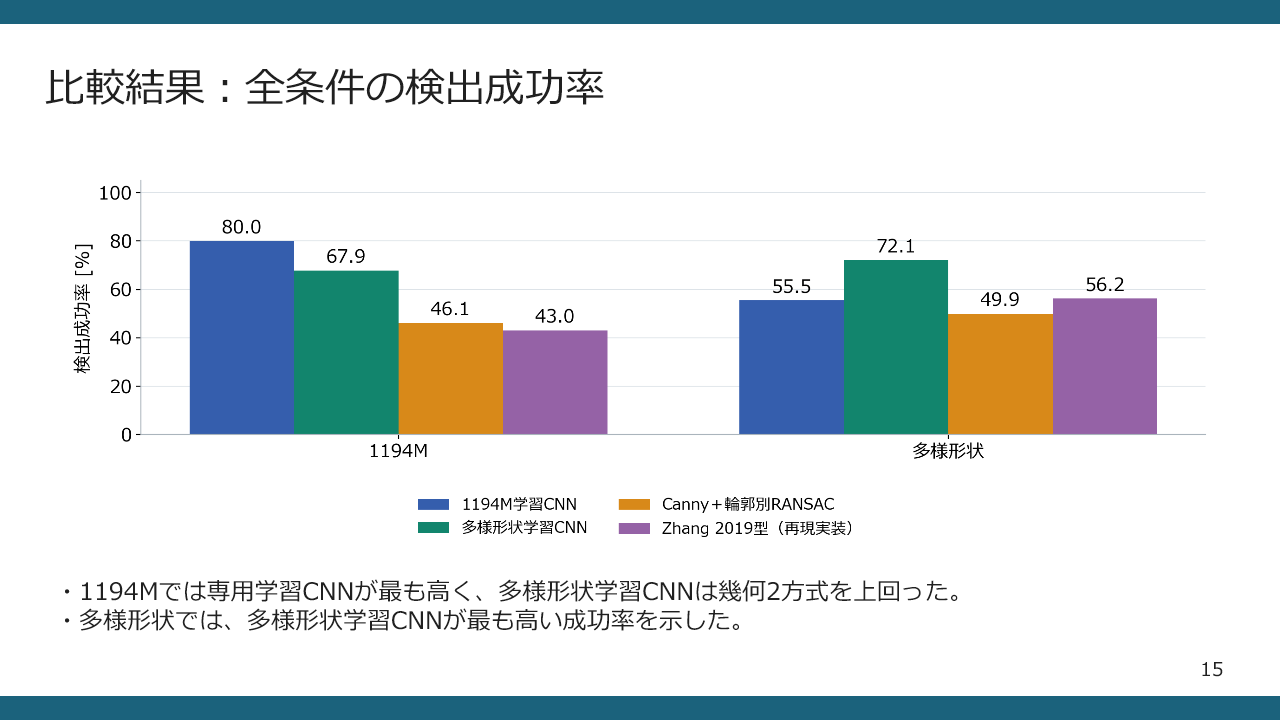 比較結果：全条件の検出成功率
検出成功率 [%]
100
80
60
40
20
0
80.0
67.9
46.1
43.0
55.5
72.1
49.9
56.2
1194M
多様形状
1194M学習CNN
多様形状学習CNN
Canny＋輪郭別RANSAC
Zhang 2019型（再現実装）
・1194Mでは専用学習CNNが最も高く、多様形状学習CNNは幾何2方式を上回った。
・多様形状では、多様形状学習CNNが最も高い成功率を示した。
15